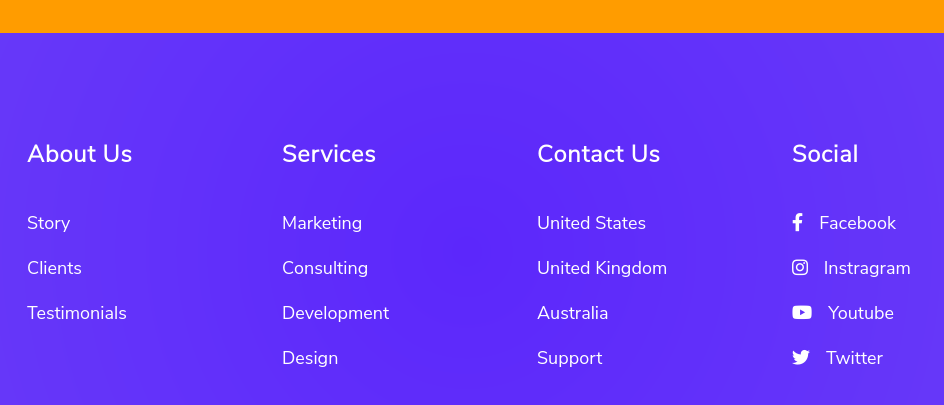 About Us
Story
Clients
Testimonials
Services
Marketing
Consulting
Development
Design
Contact Us
United States
United Kingdom
Australia
Support
Social
Facebook
Instragram
Youtube
Twitter